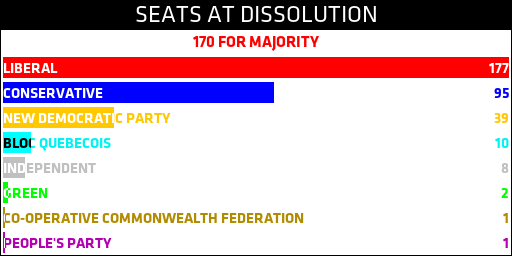 SEATS AT DISSOLUTION
170 FOR MAJORITY
LIBERAL 177
CONSERVATIVE 95
NEW DEMOCRATIC PARTY 39
BLOC QUEBECOIS 10
INDEPENDENT 8
GREEN 2
CO-OPERATIVE COMMONWEALTH FEDERATION 1
PEOPLE'S PARTY 1